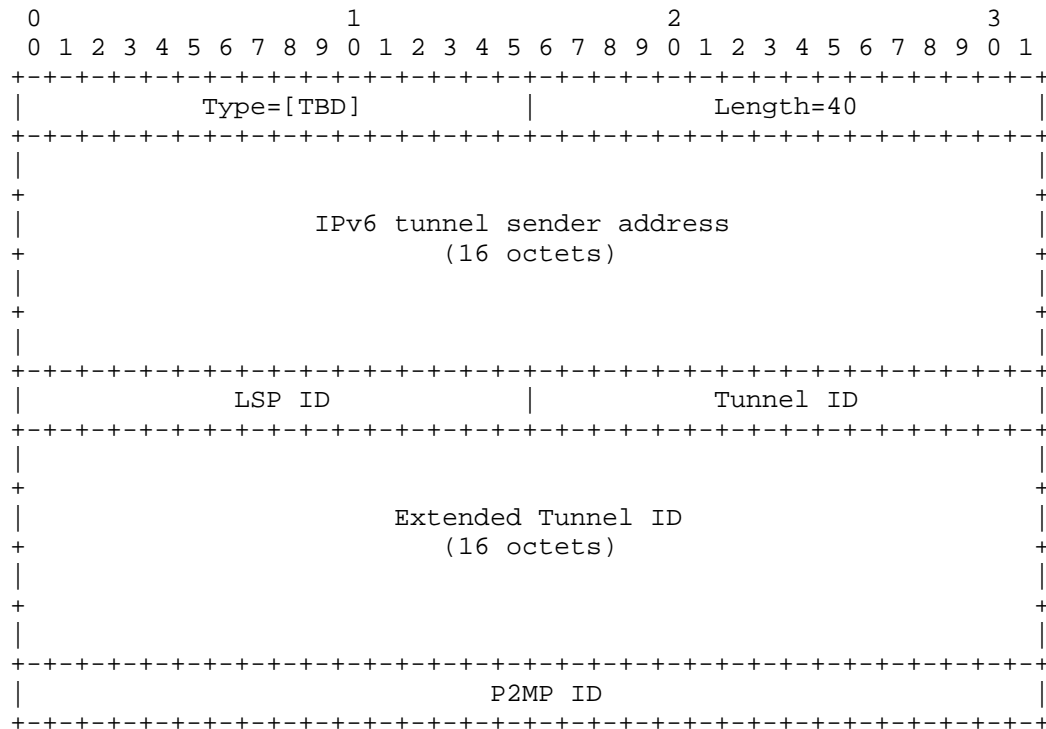 0                   1                   2                   3
 0 1 2 3 4 5 6 7 8 9 0 1 2 3 4 5 6 7 8 9 0 1 2 3 4 5 6 7 8 9 0 1
+-+-+-+-+-+-+-+-+-+-+-+-+-+-+-+-+-+-+-+-+-+-+-+-+-+-+-+-+-+-+-+-+
|           Type=[TBD]          |           Length=40           |
+-+-+-+-+-+-+-+-+-+-+-+-+-+-+-+-+-+-+-+-+-+-+-+-+-+-+-+-+-+-+-+-+
|                                                               |
+                                                               +
|                  IPv6 tunnel sender address                   |
+                          (16 octets)                          +
|                                                               |
+                                                               +
|                                                               |
+-+-+-+-+-+-+-+-+-+-+-+-+-+-+-+-+-+-+-+-+-+-+-+-+-+-+-+-+-+-+-+-+
|             LSP ID            |           Tunnel ID           |
+-+-+-+-+-+-+-+-+-+-+-+-+-+-+-+-+-+-+-+-+-+-+-+-+-+-+-+-+-+-+-+-+
|                                                               |
+                                                               +
|                       Extended Tunnel ID                      |
+                          (16 octets)                          +
|                                                               |
+                                                               +
|                                                               |
+-+-+-+-+-+-+-+-+-+-+-+-+-+-+-+-+-+-+-+-+-+-+-+-+-+-+-+-+-+-+-+-+
|                             P2MP ID                           |
+-+-+-+-+-+-+-+-+-+-+-+-+-+-+-+-+-+-+-+-+-+-+-+-+-+-+-+-+-+-+-+-+